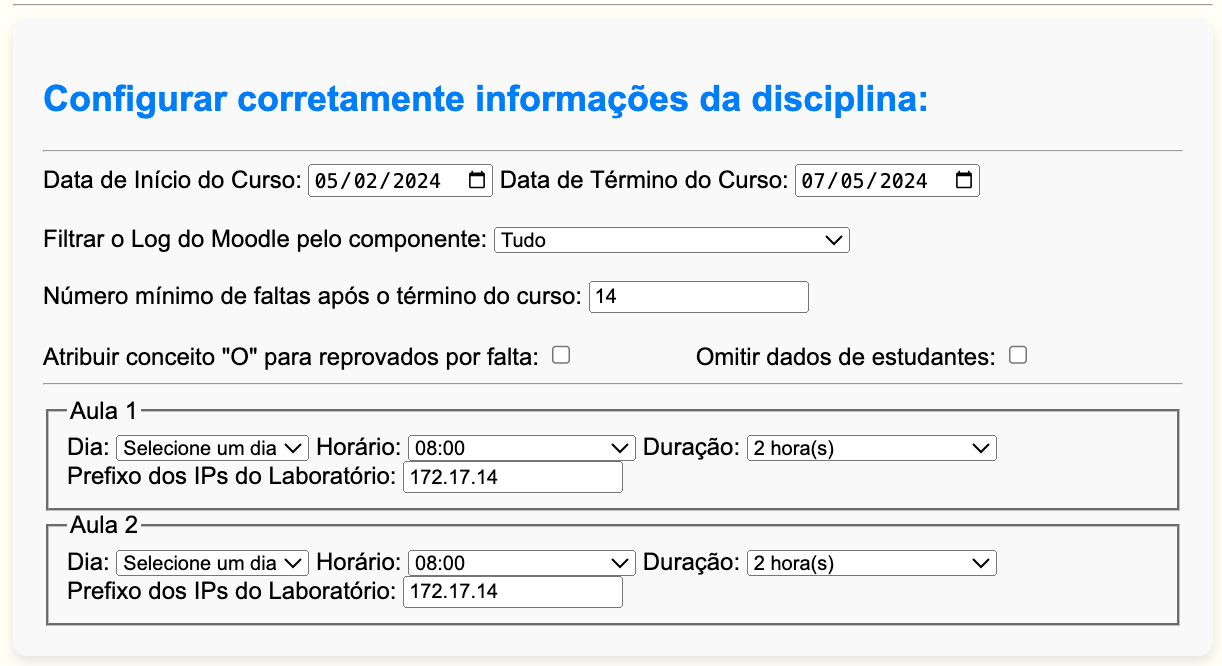 Configurar corretamente informações da disciplina:
Data de Início do Curso: 05/02/2024 Data de Término do Curso: 07/05/2024
Filtrar o Log do Moodle pelo componente: Tudo
Número mínimo de faltas após o término do curso: 14
Atribuir conceito "O" para reprovados por falta: Omitir dados de estudantes:
Aula 1
Dia: Selecione um dia Horário: 08:00 Duração: 2 hora(s)
Prefixo dos IPs do Laboratório: 172.17.14
Aula 2
Dia: Selecione um dia Horário: 08:00 Duração: 2 hora(s)
Prefixo dos IPs do Laboratório: 172.17.14